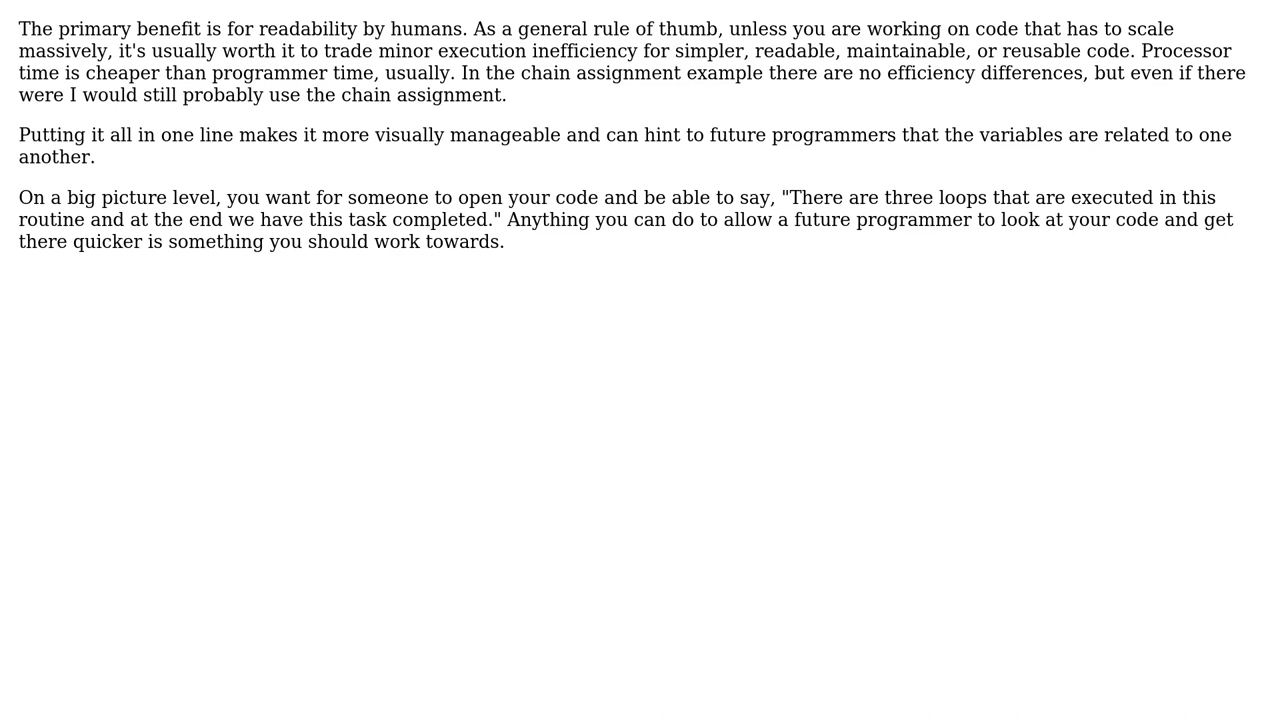 The primary benefit is for readability by humans. As a general rule of thumb, unless you are working on code that has to scale
massively, it's usually worth it to trade minor execution inefficiency for simpler, readable, maintainable, or reusable code. Processor
time is cheaper than programmer time, usually. In the chain assignment example there are no efficiency differences, but even if there
were I would still probably use the chain assignment.
Putting it all in one line makes it more visually manageable and can hint to future programmers that the variables are related to one
another.
On a big picture level, you want for someone to open your code and be able to say, "There are three loops that are executed in this
routine and at the end we have this task completed." Anything you can do to allow a future programmer to look at your code and get
there quicker is something you should work towards.